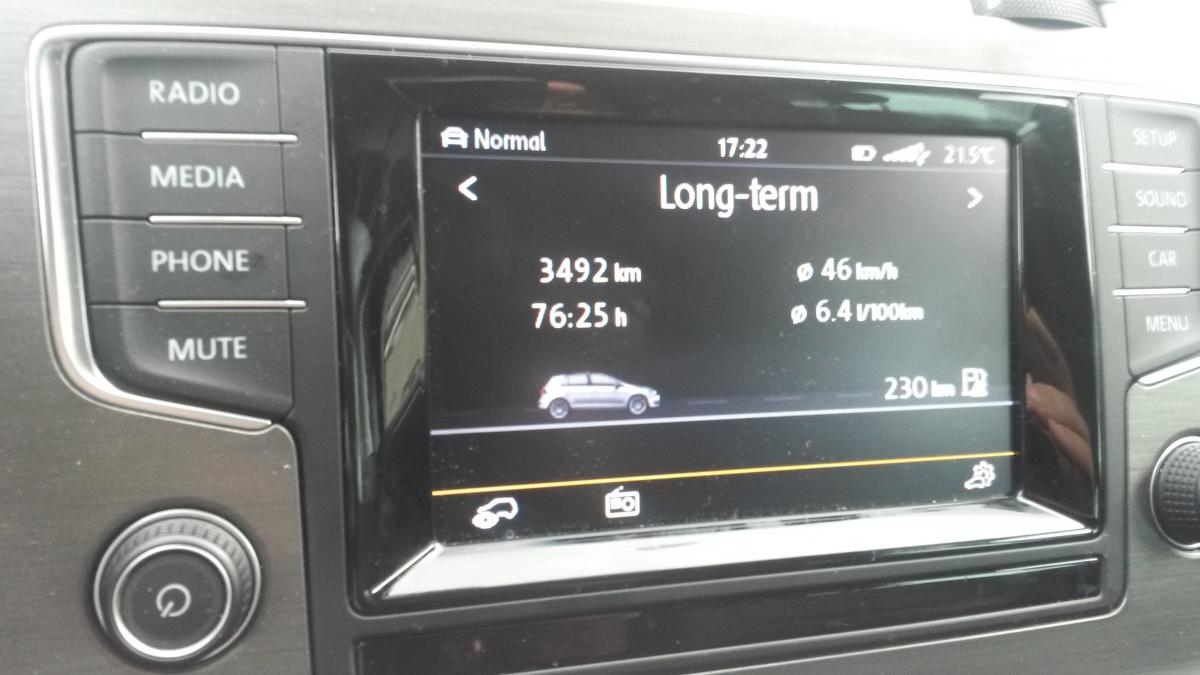 RADIO
MEDIA
PHONE
MUTE
Normal 17:22 21.5°C
< Long-term >
3492 km ø 46 km/h
76:25 h ø 6.4 l/100km
230 km
SETUP
SOUND
CAR
MENU